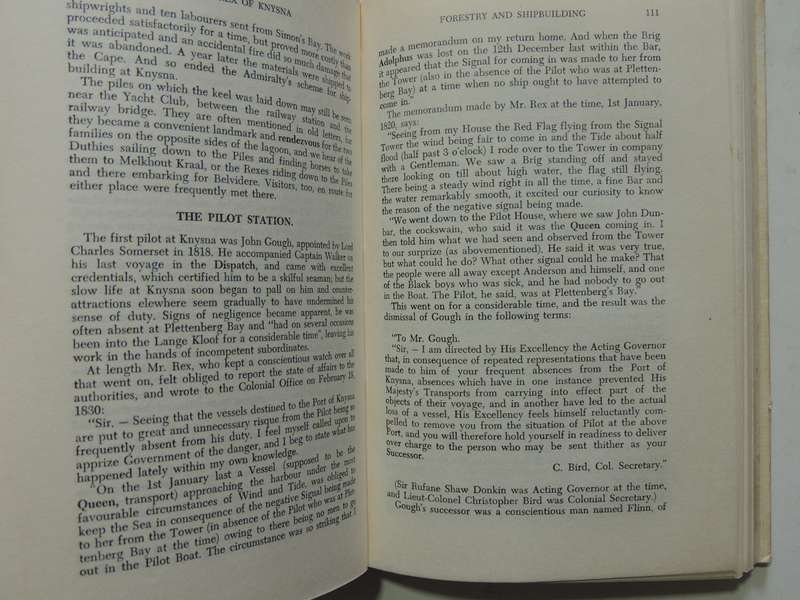 REX OF KNYSNA
shipwrights and ten labourers sent from Simon's Bay. The work
proceeded satisfactorily for a time, but proved more costly than
was anticipated and an accidental fire did so much damage that
it was abandoned. A year later the materials were shipped to
the Cape. And so ended the Admiralty's scheme for ship
building at Knysna.
The piles on which the keel was laid down may still be seen
near the Yacht Club, between the railway station and the
railway bridge. They are often mentioned in old letters, for
they became a convenient landmark and rendezvous for the two
families on the opposite sides of the lagoon, and we hear of the
Duthies sailing down to the Piles and finding horses to take
them to Melkhout Kraal, or the Rexes riding down to the Piles
and there embarking for Belvidere. Visitors, too, en route for
either place were frequently met there.
THE PILOT STATION.
The first pilot at Knysna was John Gough, appointed by Lord
Charles Somerset in 1818. He accompanied Captain Walker on
his last voyage in the Dispatch, and came with excellent
credentials, which certified him to be a skilful seaman; but the
slow life at Knysna soon began to pall on him and counter-
attractions elsewhere seem gradually to have undermined his
sense of duty. Signs of negligence became apparent, he was
often absent at Plettenberg Bay and "had on several occasions
been into the Lange Kloof for a considerable time", leaving his
work in the hands of incompetent subordinates.
At length Mr. Rex, who kept a conscientious watch over all
that went on, felt obliged to report the state of affairs to the
authorities, and wrote to the Colonial Office on February 18,
1830:
"Sir, — Seeing that the vessels destined to the Port of Knysna
are put to great and unnecessary risque from the Pilot being so
frequently absent from his duty. I feel myself called upon to
apprize Government of the danger, and I beg to state what has
happened lately within my own knowledge.
"On the 1st January last a Vessel (supposed to be the
Queen, transport) approaching the harbour under the most
favourable circumstances of Wind and Tide, was obliged to
keep the Sea in consequence of the negative Signal being made
to her from the Tower (in absence of the Pilot who was at Plet-
tenberg Bay at the time) owing to there being no men to go
out in the Pilot Boat. The circumstance was so striking that I
FORESTRY AND SHIPBUILDING 111
made a memorandum on my return home. And when the Brig
Adolphus was lost on the 12th December last within the Bar,
it appeared that the Signal for coming in was made to her from
the Tower (also in the absence of the Pilot who was at Pletten-
berg Bay) at a time when no ship ought to have attempted to
come in."
The memorandum made by Mr. Rex at the time, 1st January,
1820, says:
"Seeing from my House the Red Flag flying from the Signal
Tower the wind being fair to come in and the Tide about half
flood (half past 3 o'clock) I rode over to the Tower in company
with a Gentleman. We saw a Brig standing off and stayed
there looking on till about high water, the flag still flying.
There being a steady wind right in all the time, a fine Bar and
the water remarkably smooth, it excited our curiosity to know
the reason of the negative signal being made.
"We went down to the Pilot House, where we saw John Dun-
bar, the cockswain, who said it was the Queen coming in. I
then told him what we had seen and observed from the Tower
to our surprize (as abovementioned). He said it was very true,
but what could he do? What other signal could he make? That
the people were all away except Anderson and himself, and one
of the Black boys who was sick, and he had nobody to go out
in the Boat. The Pilot, he said, was at Plettenberg's Bay."
This went on for a considerable time, and the result was the
dismissal of Gough in the following terms:
"To Mr. Gough.
"Sir, — I am directed by His Excellency the Acting Governor
that, in consequence of repeated representations that have been
made to him of your frequent absences from the Port of
Knysna, absences which have in one instance prevented His
Majesty's Transports from carrying into effect part of the
objects of their voyage, and in another have led to the actual
loss of a vessel, His Excellency feels himself reluctantly com-
pelled to remove you from the situation of Pilot at the above
Port, and you will therefore hold yourself in readiness to deliver
over charge to the person who may be sent thither as your
Successor.
C. Bird, Col. Secretary."
(Sir Rufane Shaw Donkin was Acting Governor at the time,
and Lieut-Colonel Christopher Bird was Colonial Secretary.)
Gough's successor was a conscientious man named Flinn, of